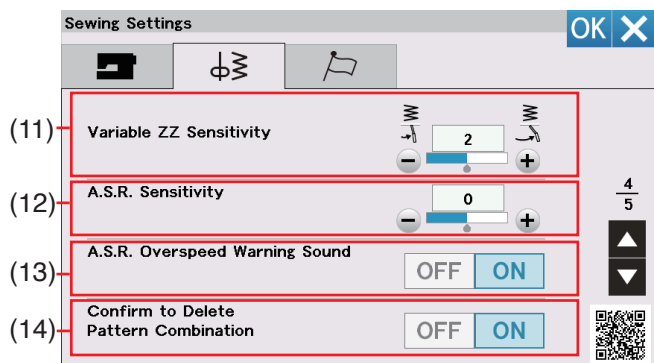 Sewing Settings
OK
(11)
Variable ZZ Sensitivity
2
(12)
A.S.R. Sensitivity
0
4
5
(13)
A.S.R. Overspeed Warning Sound
OFF ON
(14)
Confirm to Delete
Pattern Combination
OFF ON